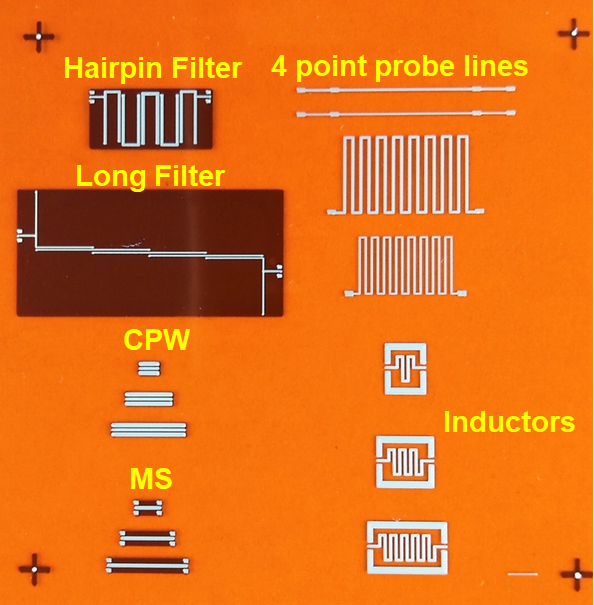 Hairpin Filter
4 point probe lines
Long Filter
CPW
Inductors
MS